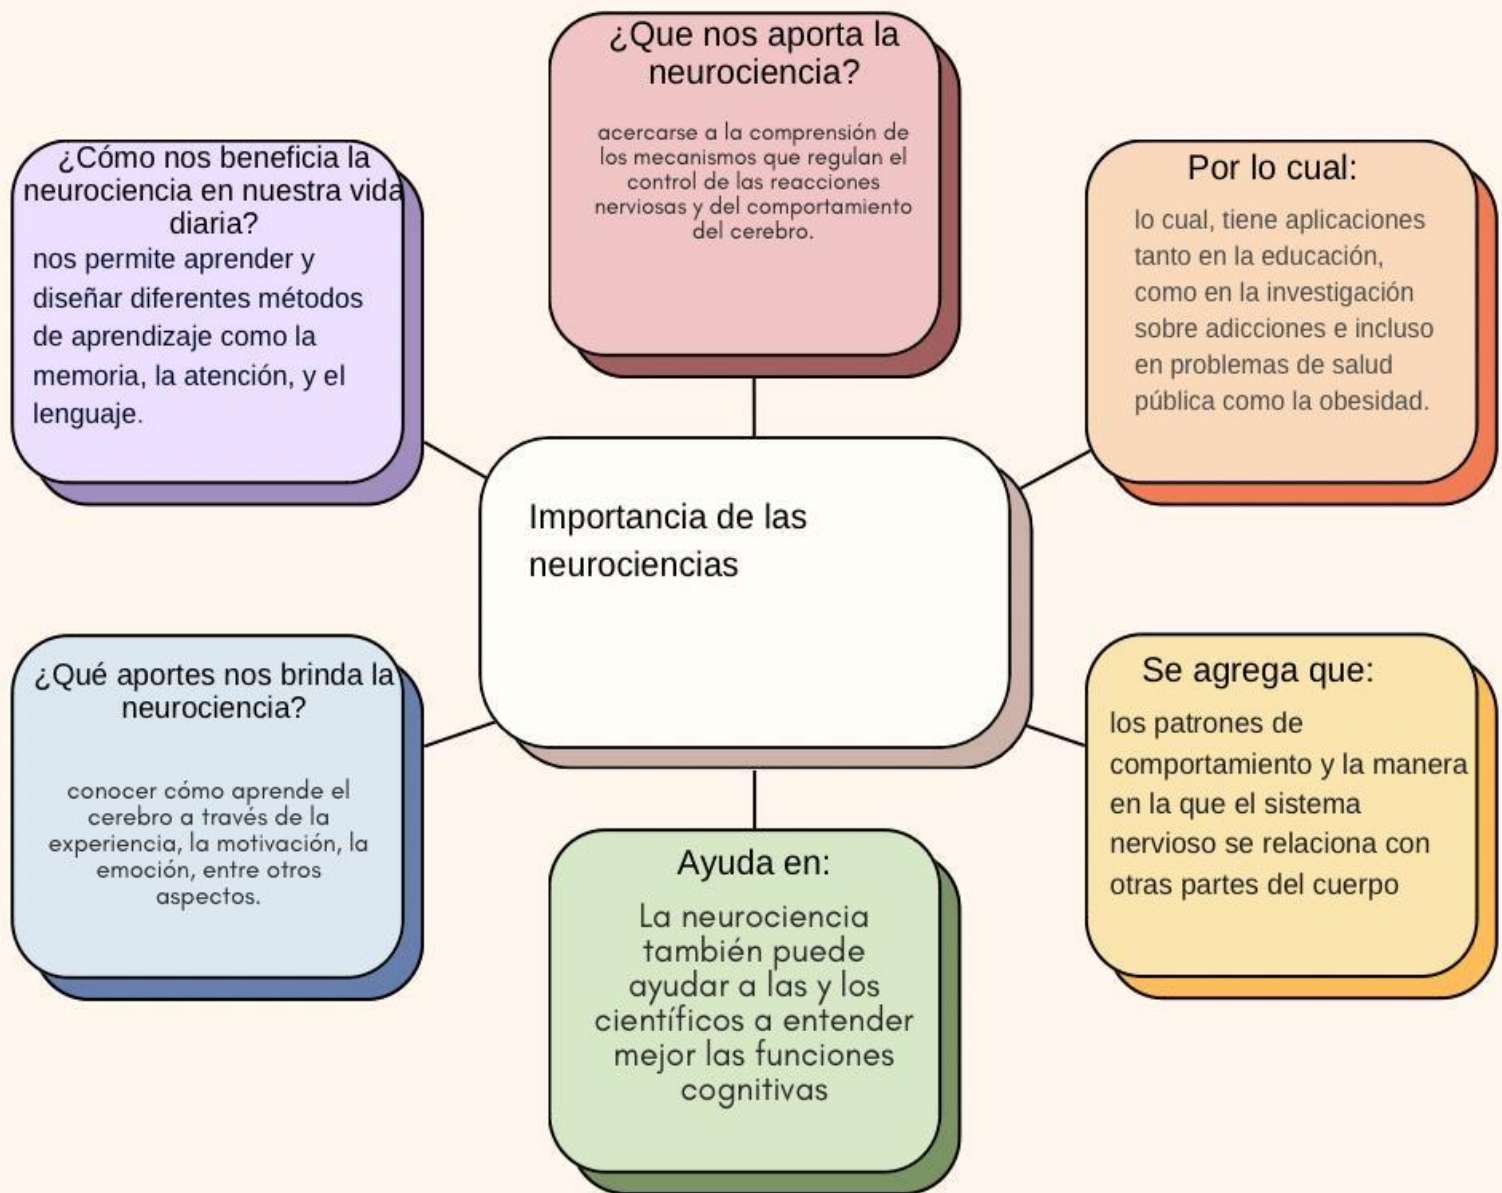 ¿Que nos aporta la
neurociencia?
acercarse a la comprensión de
los mecanismos que regulan el
control de las reacciones
nerviosas y del comportamiento
del cerebro.
¿Cómo nos beneficia la
neurociencia en nuestra vida
diaria?
nos permite aprender y
diseñar diferentes métodos
de aprendizaje como la
memoria, la atención, y el
lenguaje.
Por lo cual:
lo cual, tiene aplicaciones
tanto en la educación,
como en la investigación
sobre adicciones e incluso
en problemas de salud
pública como la obesidad.
Importancia de las
neurociencias
¿Qué aportes nos brinda la
neurociencia?
conocer cómo aprende el
cerebro a través de la
experiencia, la motivación, la
emoción, entre otros
aspectos.
Se agrega que:
los patrones de
comportamiento y la manera
en la que el sistema
nervioso se relaciona con
otras partes del cuerpo
Ayuda en:
La neurociencia
también puede
ayudar a las y los
científicos a entender
mejor las funciones
cognitivas